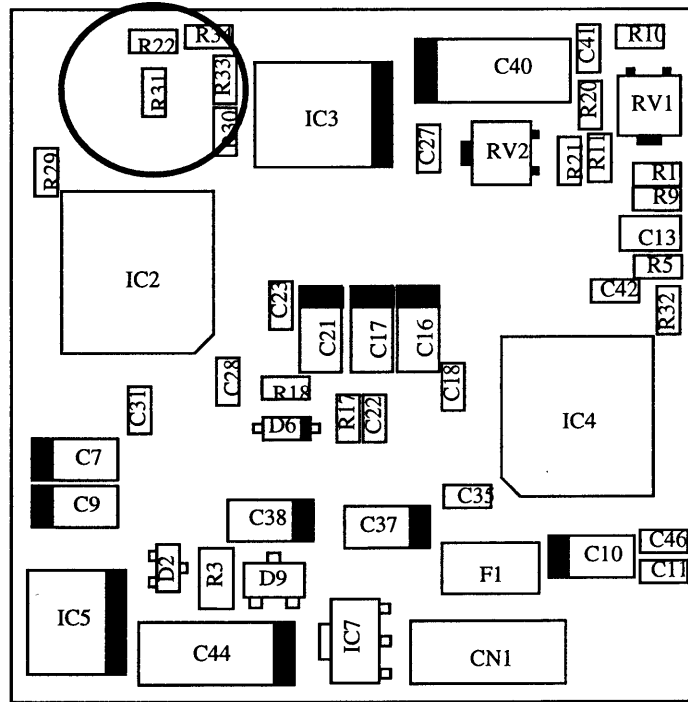 R22
R34
C41
R10
R31
R33
C40
R20
RV1
R30
IC3
C27
RV2
R21
R11
R29
R1
R9
C13
IC2
R5
C23
C42
R32
C21
C17
C16
C28
R18
C18
C31
D6
R17
C22
IC4
C7
C9
C35
C38
C37
C46
C10
D2
R3
D9
F1
C11
IC5
C44
IC7
CN1